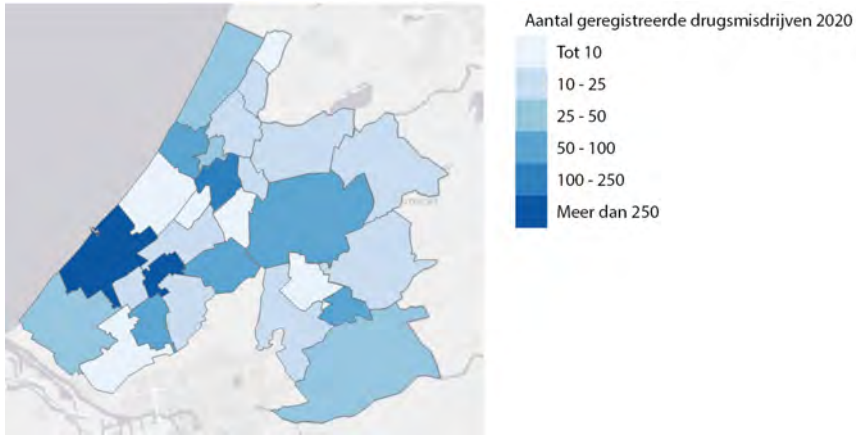 Aantal geregistreerde drugsmisdrijven 2020
Tot 10
10 - 25
25 - 50
50 - 100
100 - 250
Meer dan 250